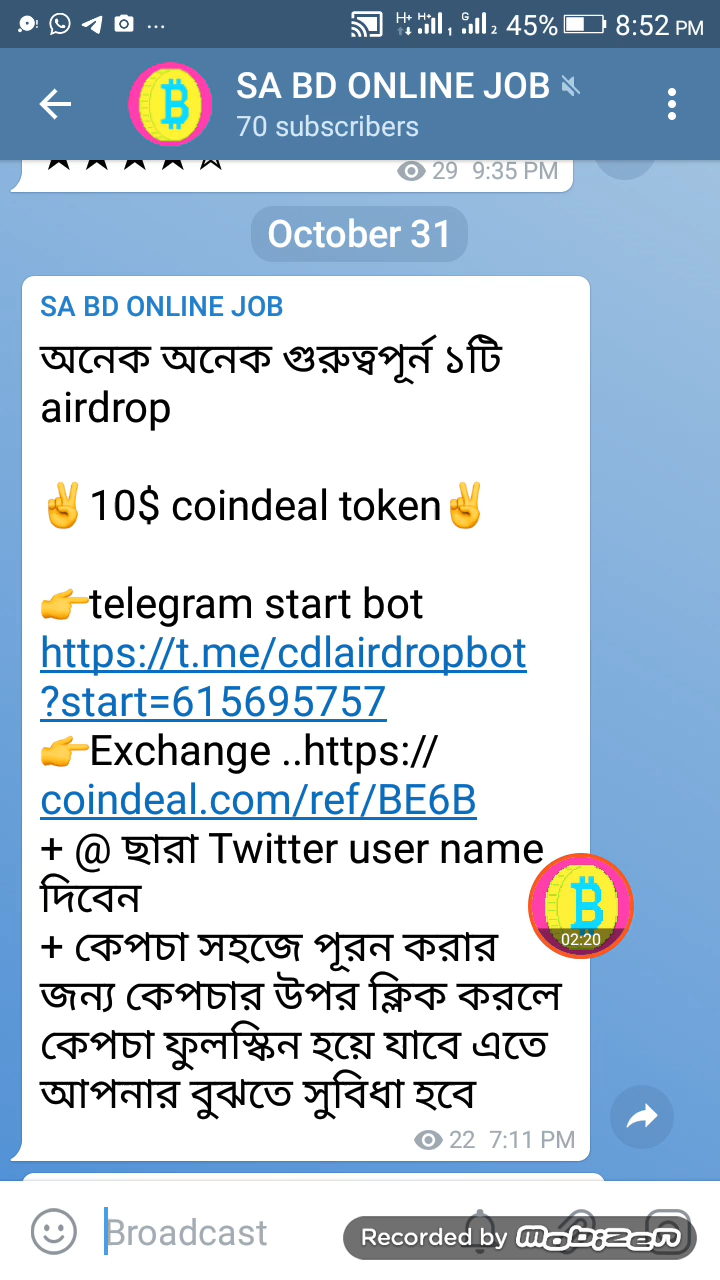 H+ H+ 1 G 2 45% 8:52 PM
SA BD ONLINE JOB
70 subscribers
29 9:35 PM
October 31
SA BD ONLINE JOB
অনেক অনেক গুরুত্বপূর্ন ১টি
airdrop
✌10$ coindeal token✌
👉telegram start bot
https://t.me/cdlairdropbot
?start=615695757
👉Exchange ..https://
coindeal.com/ref/BE6B
+ @ ছারা Twitter user name
দিবেন
+ কেপচা সহজে পূরন করার
জন্য কেপচার উপর ক্লিক করলে
কেপচা ফুলস্কিন হয়ে যাবে এতে
আপনার বুঝতে সুবিধা হবে
02:20
22 7:11 PM
Broadcast
Recorded by mobizen